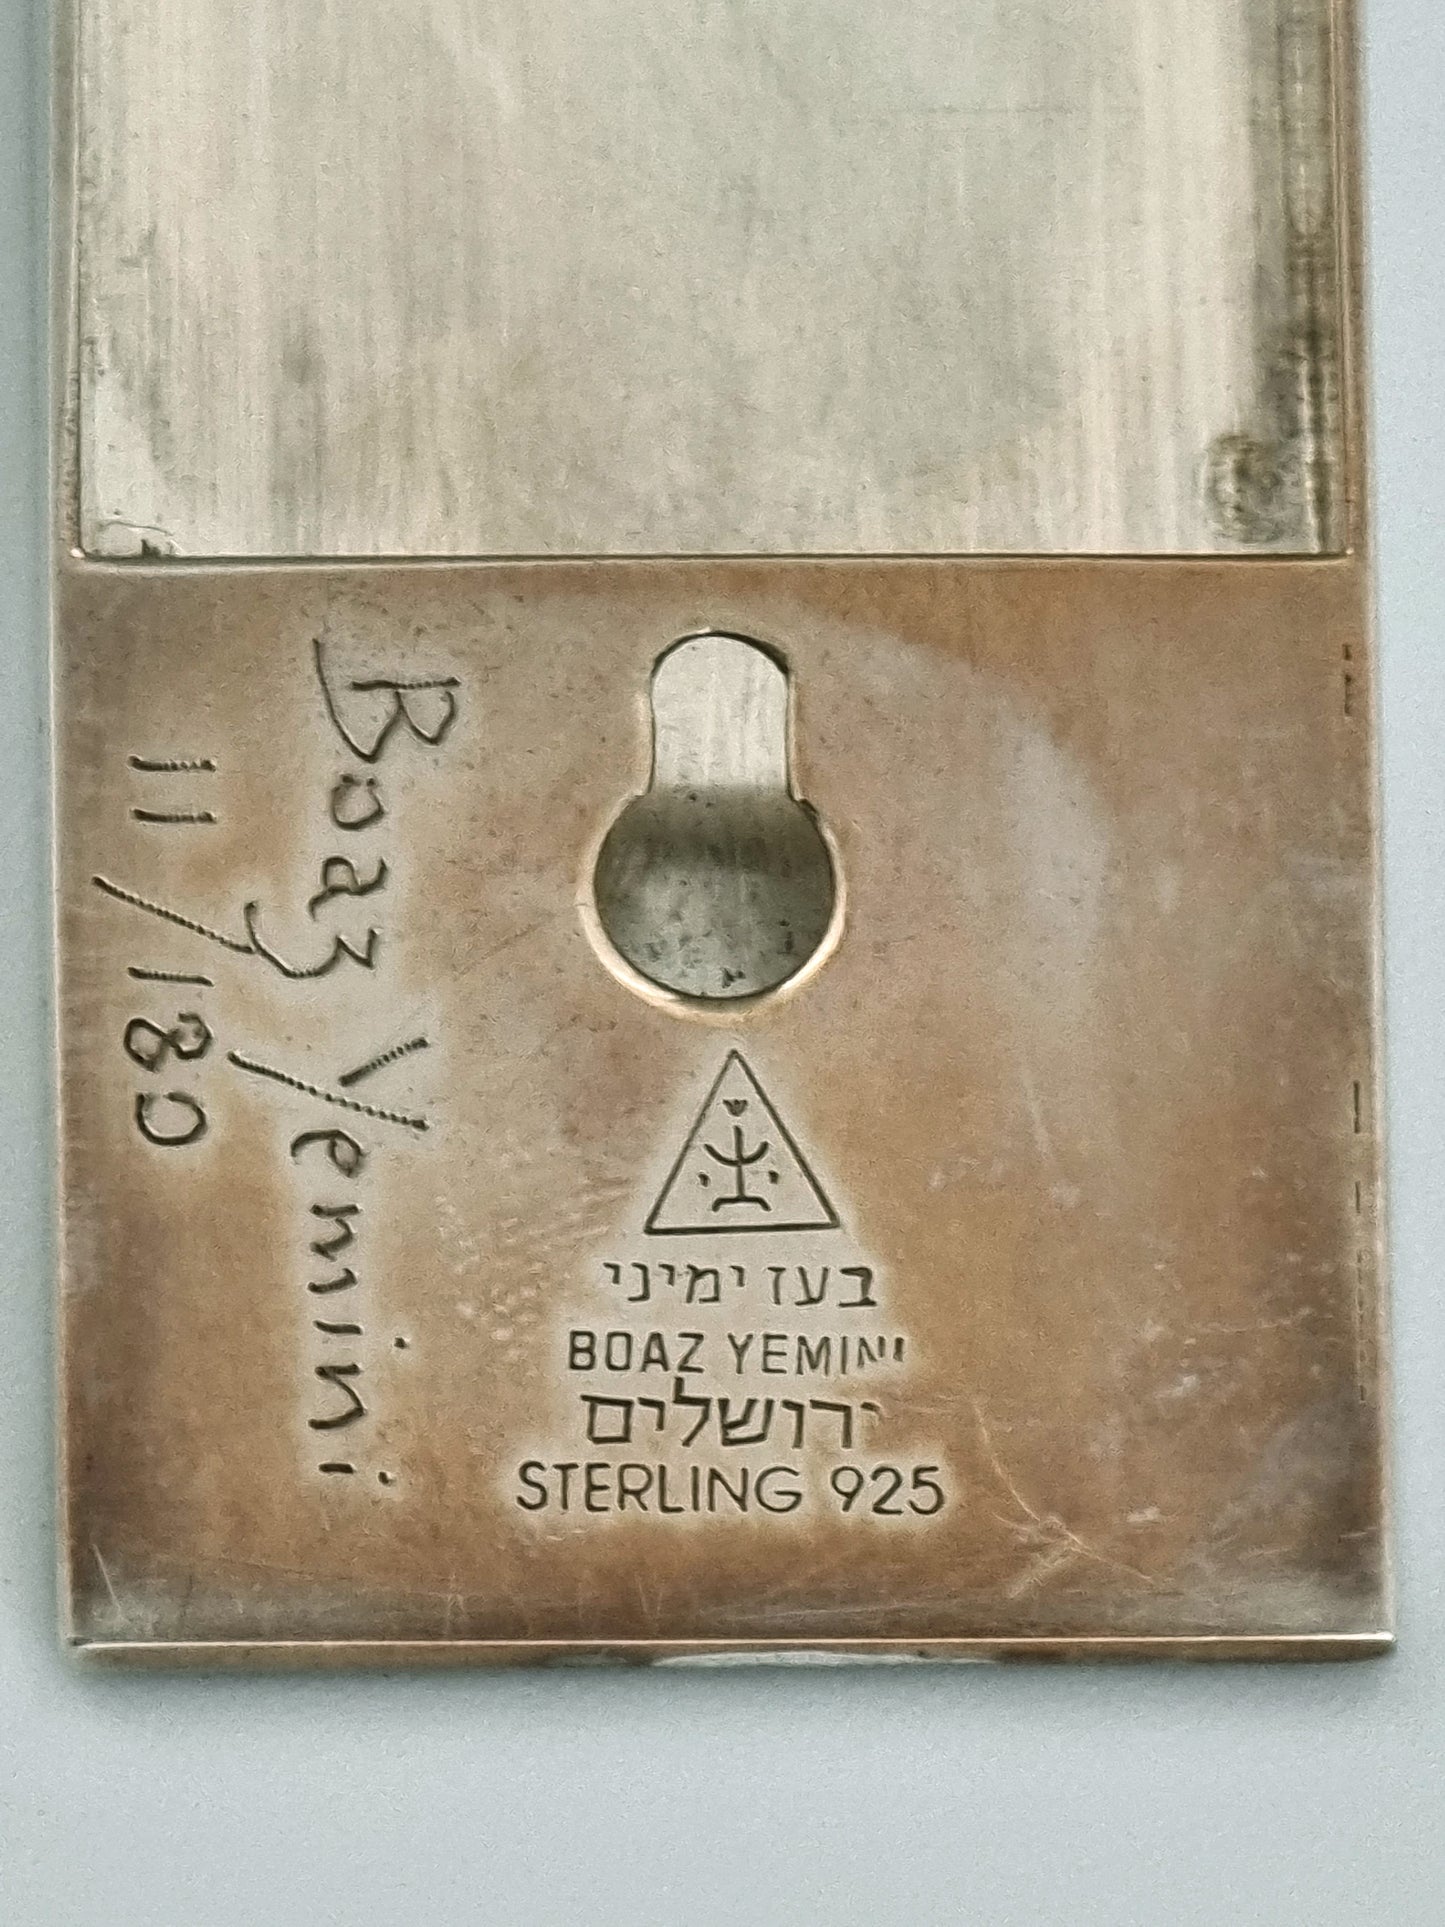 Boaz Yemini
11/180
בעז ימיני
BOAZ YEMINI
ירושלים
STERLING 925